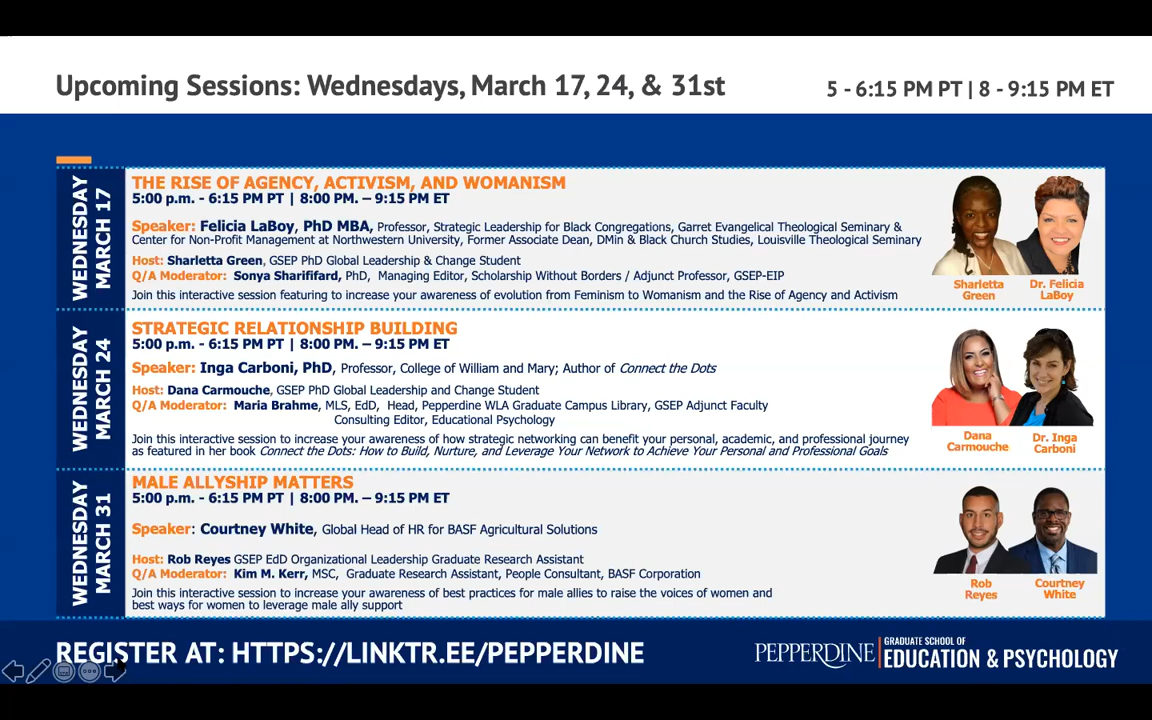 Upcoming Sessions: Wednesdays, March 17, 24, & 31st
5 - 6:15 PM PT | 8 - 9:15 PM ET
WEDNESDAY
MARCH 17
THE RISE OF AGENCY, ACTIVISM, AND WOMANISM
5:00 p.m. - 6:15 PM PT | 8:00 PM. – 9:15 PM ET
Speaker: Felicia LaBoy, PhD MBA, Professor, Strategic Leadership for Black Congregations, Garret Evangelical Theological Seminary &
Center for Non-Profit Management at Northwestern University, Former Associate Dean, DMin & Black Church Studies, Louisville Theological Seminary
Host: Sharletta Green, GSEP PhD Global Leadership & Change Student
Q/A Moderator: Sonya Sharififard, PhD, Managing Editor, Scholarship Without Borders / Adjunct Professor, GSEP-EIP
Join this interactive session featuring to increase your awareness of evolution from Feminism to Womanism and the Rise of Agency and Activism
Sharletta
Green
Dr. Felicia
LaBoy
WEDNESDAY
MARCH 24
STRATEGIC RELATIONSHIP BUILDING
5:00 p.m. - 6:15 PM PT | 8:00 PM. – 9:15 PM ET
Speaker: Inga Carboni, PhD, Professor, College of William and Mary; Author of Connect the Dots
Host: Dana Carmouche, GSEP PhD Global Leadership and Change Student
Q/A Moderator: Maria Brahme, MLS, EdD, Head, Pepperdine WLA Graduate Campus Library, GSEP Adjunct Faculty
Consulting Editor, Educational Psychology
Join this interactive session to increase your awareness of how strategic networking can benefit your personal, academic, and professional journey
as featured in her book Connect the Dots: How to Build, Nurture, and Leverage Your Network to Achieve Your Personal and Professional Goals
Dana
Carmouche
Dr. Inga
Carboni
WEDNESDAY
MARCH 31
MALE ALLYSHIP MATTERS
5:00 p.m. - 6:15 PM PT | 8:00 PM. – 9:15 PM ET
Speaker: Courtney White, Global Head of HR for BASF Agricultural Solutions
Host: Rob Reyes GSEP EdD Organizational Leadership Graduate Research Assistant
Q/A Moderator: Kim M. Kerr, MSC, Graduate Research Assistant, People Consultant, BASF Corporation
Join this interactive session to increase your awareness of best practices for male allies to raise the voices of women and
best ways for women to leverage male ally support
Rob
Reyes
Courtney
White
REGISTER AT: HTTPS://LINKTR.EE/PEPPERDINE
PEPPERDINE
GRADUATE SCHOOL OF
EDUCATION & PSYCHOLOGY